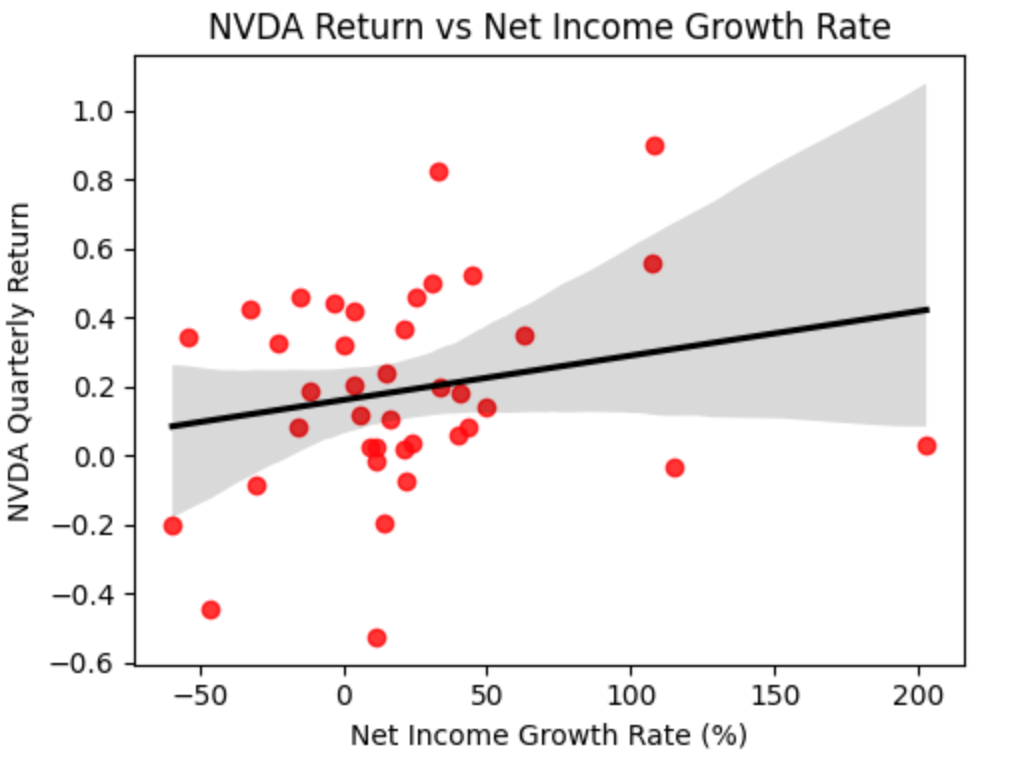 NVDA Return vs Net Income Growth Rate
NVDA Quarterly Return
1.0
0.8
0.6
0.4
0.2
0.0
−0.2
−0.4
−0.6
−50 0 50 100 150 200
Net Income Growth Rate (%)